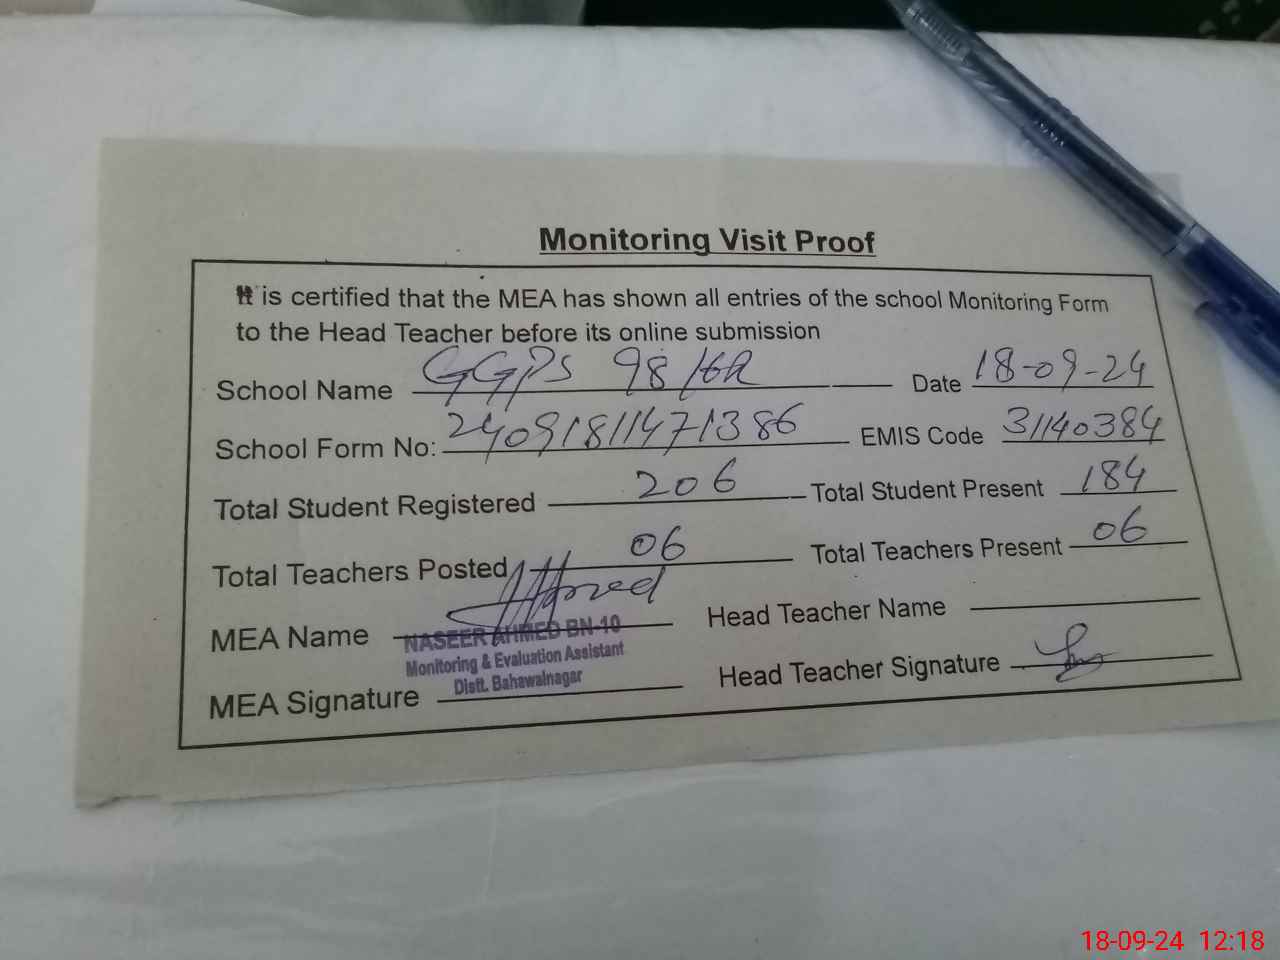 Monitoring Visit Proof
It is certified that the MEA has shown all entries of the school Monitoring Form
to the Head Teacher before its online submission
School Name GGPS 98/6R Date 18-09-24
School Form No: 24091811471386 EMIS Code 31140384
Total Student Registered 206 Total Student Present 184
Total Teachers Posted 06 Total Teachers Present 06
MEA Name Head Teacher Name
NASEER AHMED BN-10
Monitoring & Evaluation Assistant
Distt. Bahawalnagar
MEA Signature Head Teacher Signature
18-09-24 12:18